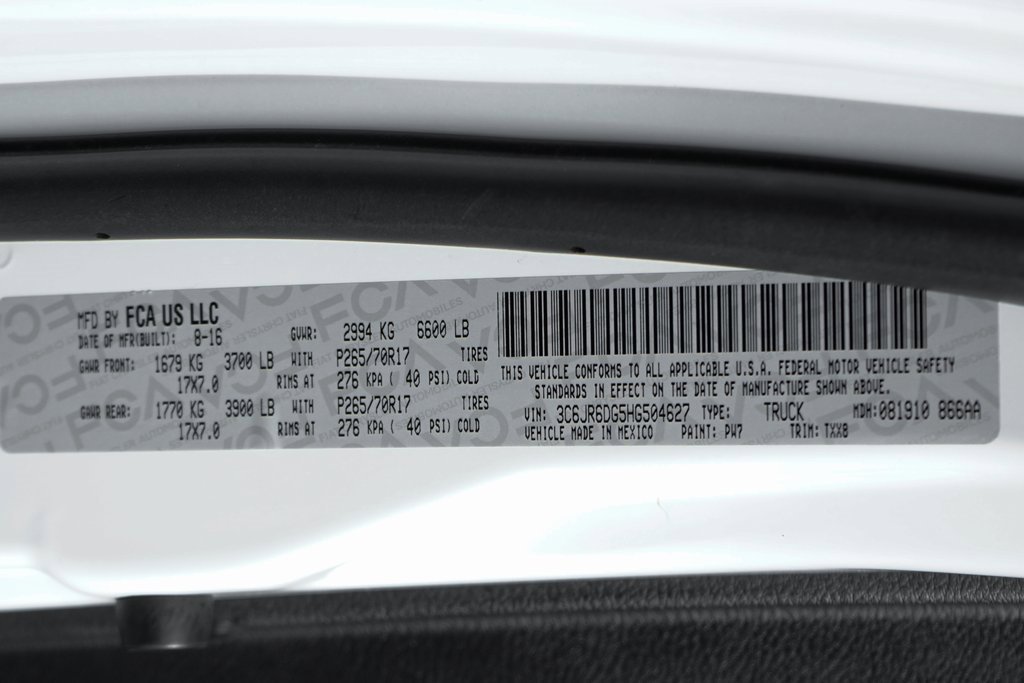 MFD BY FCA US LLC
DATE OF MFR(BUILT): 8-16 GVWR: 2994 KG 6600 LB
GAWR FRONT: 1679 KG 3700 LB WITH P265/70R17 TIRES
17X7.0 RIMS AT 276 KPA ( 40 PSI) COLD
GAWR REAR: 1770 KG 3900 LB WITH P265/70R17 TIRES
17X7.0 RIMS AT 276 KPA ( 40 PSI) COLD
THIS VEHICLE CONFORMS TO ALL APPLICABLE U.S.A. FEDERAL MOTOR VEHICLE SAFETY
STANDARDS IN EFFECT ON THE DATE OF MANUFACTURE SHOWN ABOVE.
VIN: 3C6JR6DG5HG504627 TYPE: TRUCK MDH:081910 866AA
VEHICLE MADE IN MEXICO PAINT: PW7 TRIM: TXX8